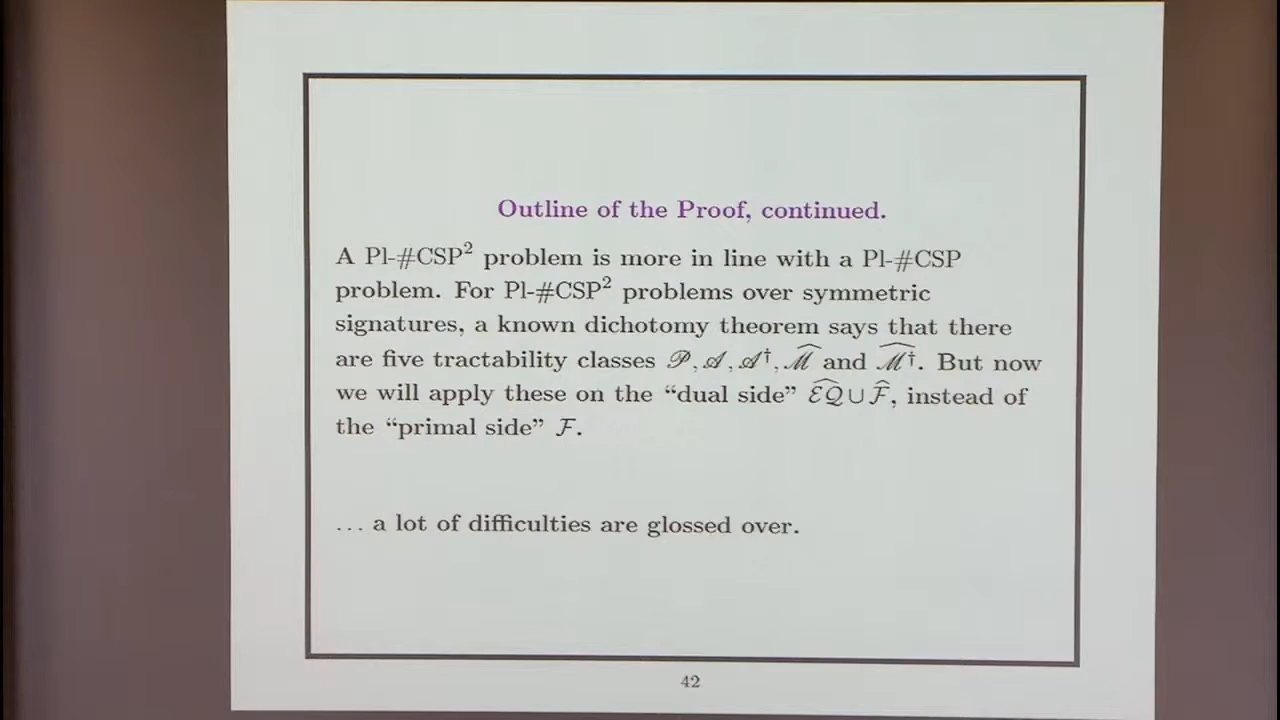 Outline of the Proof, continued.
A Pl-#CSP² problem is more in line with a Pl-#CSP
problem. For Pl-#CSP² problems over symmetric
signatures, a known dichotomy theorem says that there
are five tractability classes 𝒫, 𝒜, 𝒜†, ℳ̂ and ℳ̂†. But now
we will apply these on the “dual side” ℰ𝒬̂ ∪ ℱ̂, instead of
the “primal side” ℱ.
… a lot of difficulties are glossed over.
42